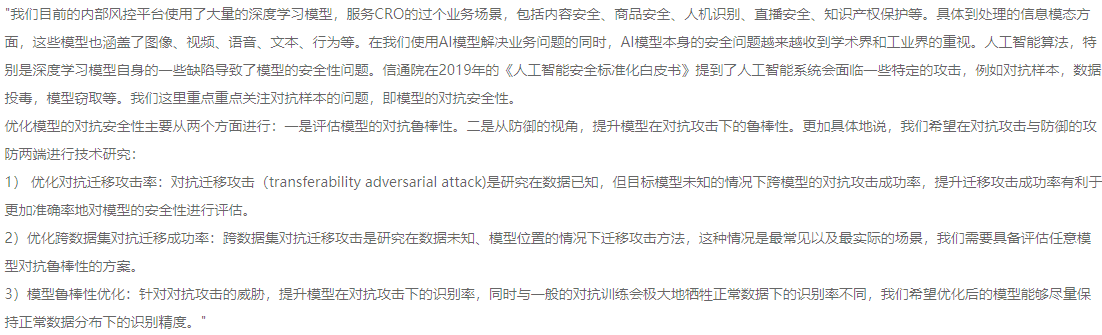 "我们目前的内部风控平台使用了大量的深度学习模型，服务CRO的过个业务场景，包括内容安全、商品安全、人机识别、直播安全、知识产权保护等。具体到处理的信息模态方
面，这些模型也涵盖了图像、视频、语音、文本、行为等。在我们使用AI模型解决业务问题的同时，AI模型本身的安全问题越来越收到学术界和工业界的重视。人工智能算法，特
别是深度学习模型自身的一些缺陷导致了模型的安全性问题。信通院在2019年的《人工智能安全标准化白皮书》提到了人工智能系统会面临一些特定的攻击，例如对抗样本，数据
投毒，模型窃取等。我们这里重点重点关注对抗样本的问题，即模型的对抗安全性。
优化模型的对抗安全性主要从两个方面进行：一是评估模型的对抗鲁棒性。二是从防御的视角，提升模型在对抗攻击下的鲁棒性。更加具体地说，我们希望在对抗攻击与防御的攻
防两端进行技术研究：
1） 优化对抗迁移攻击率：对抗迁移攻击（transferability adversarial attack)是研究在数据已知，但目标模型未知的情况下跨模型的对抗攻击成功率，提升迁移攻击成功率有利于
更加准确率地对模型的安全性进行评估。
2）优化跨数据集对抗迁移成功率：跨数据集对抗迁移攻击是研究在数据未知、模型位置的情况下迁移攻击方法，这种情况是最常见以及最实际的场景，我们需要具备评估任意模
型对抗鲁棒性的方案。
3）模型鲁棒性优化：针对对抗攻击的威胁，提升模型在对抗攻击下的识别率，同时与一般的对抗训练会极大地牺牲正常数据下的识别率不同，我们希望优化后的模型能够尽量保
持正常数据分布下的识别精度。"